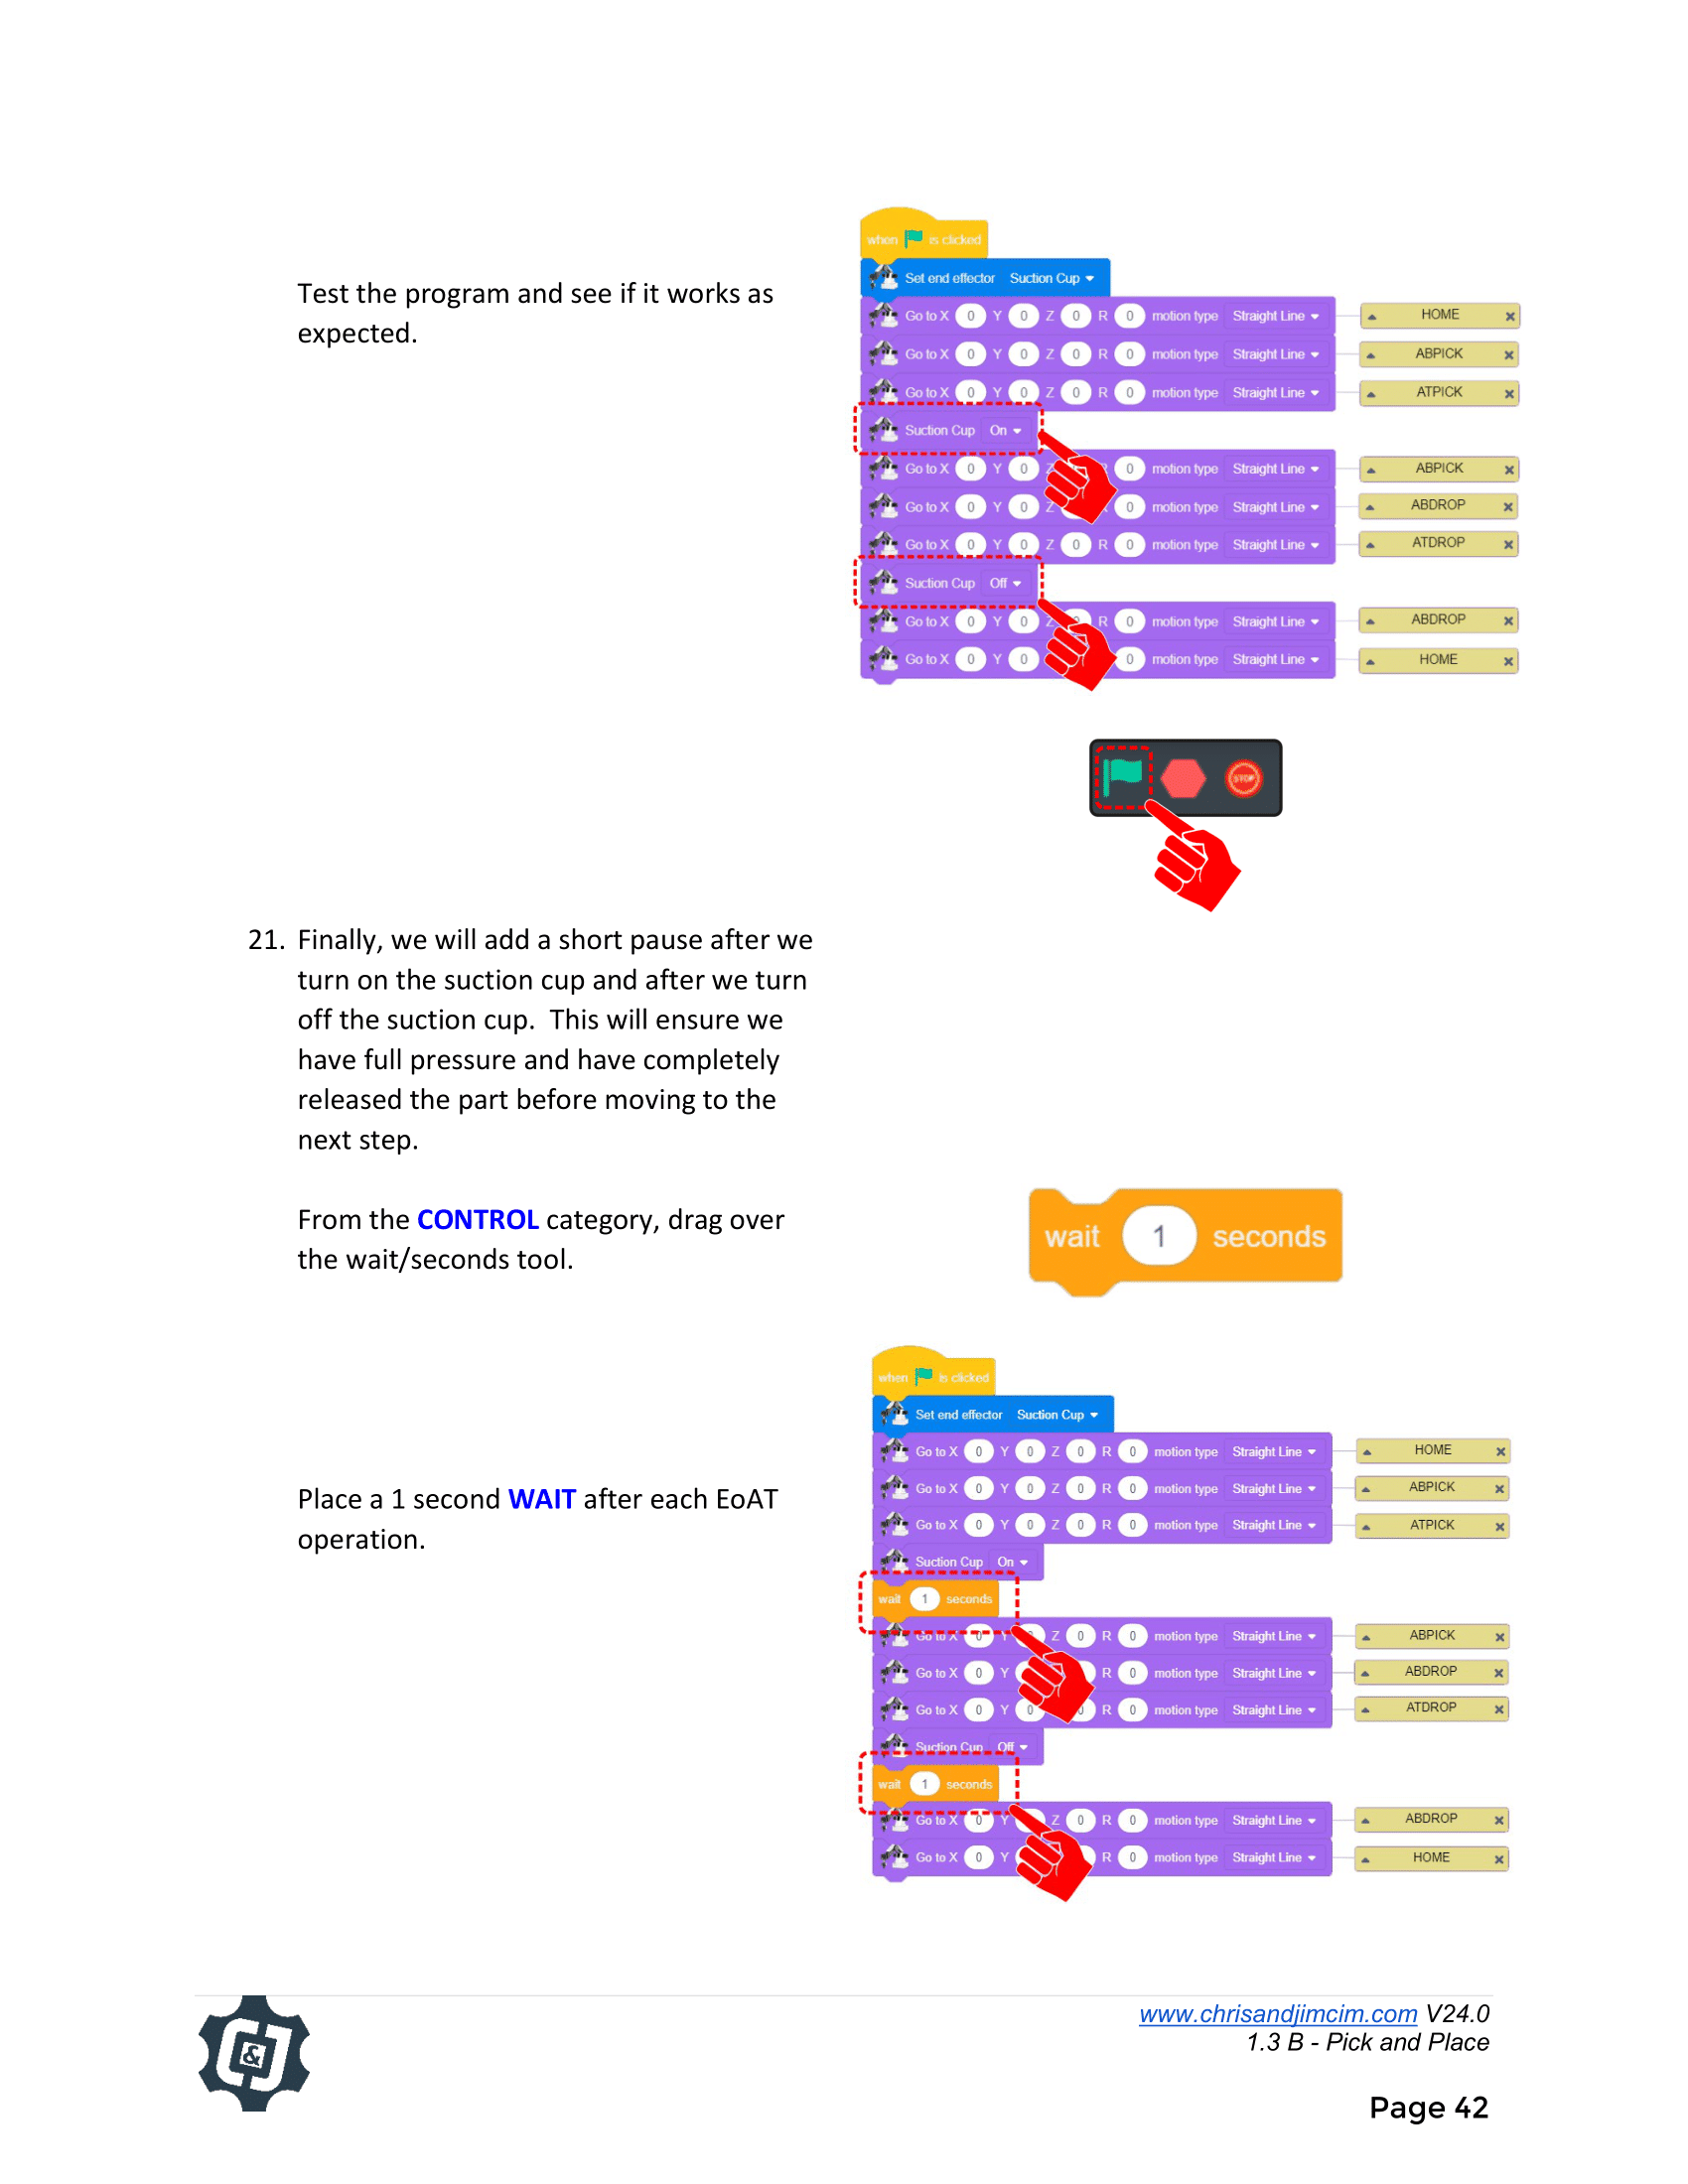 Test the program and see if it works as
expected.
when is clicked
Set end effector Suction Cup
Go to X 0 Y 0 Z 0 R 0 motion type Straight Line HOME
Go to X 0 Y 0 Z 0 R 0 motion type Straight Line ABPICK
Go to X 0 Y 0 Z 0 R 0 motion type Straight Line ATPICK
Suction Cup On
Go to X 0 Y 0 Z 0 motion type Straight Line ABPICK
Go to X 0 Y 0 Z 0 motion type Straight Line ABDROP
Go to X 0 Y 0 Z 0 R 0 motion type Straight Line ATDROP
Suction Cup Off
Go to X 0 Y 0 Z 0 R 0 motion type Straight Line ABDROP
Go to X 0 Y 0 0 motion type Straight Line HOME
STOP
21. Finally, we will add a short pause after we
turn on the suction cup and after we turn
off the suction cup. This will ensure we
have full pressure and have completely
released the part before moving to the
next step.
From the CONTROL category, drag over
the wait/seconds tool.
wait 1 seconds
Place a 1 second WAIT after each EoAT
operation.
when is clicked
Set end effector Suction Cup
Go to X 0 Y 0 Z 0 R 0 motion type Straight Line HOME
Go to X 0 Y 0 Z 0 R 0 motion type Straight Line ABPICK
Go to X 0 Y 0 Z 0 R 0 motion type Straight Line ATPICK
Suction Cup On
wait 1 seconds
Go to X 0 Y 0 Z 0 R 0 motion type Straight Line ABPICK
Go to X 0 Y 0 R 0 motion type Straight Line ABDROP
Go to X 0 Y 0 0 R 0 motion type Straight Line ATDROP
Suction Cup Off
wait 1 seconds
Go to X 0 Y Z 0 R 0 motion type Straight Line ABDROP
Go to X 0 Y R 0 motion type Straight Line HOME
C&J
www.chrisandjimcim.com V24.0
1.3 B - Pick and Place
Page 42